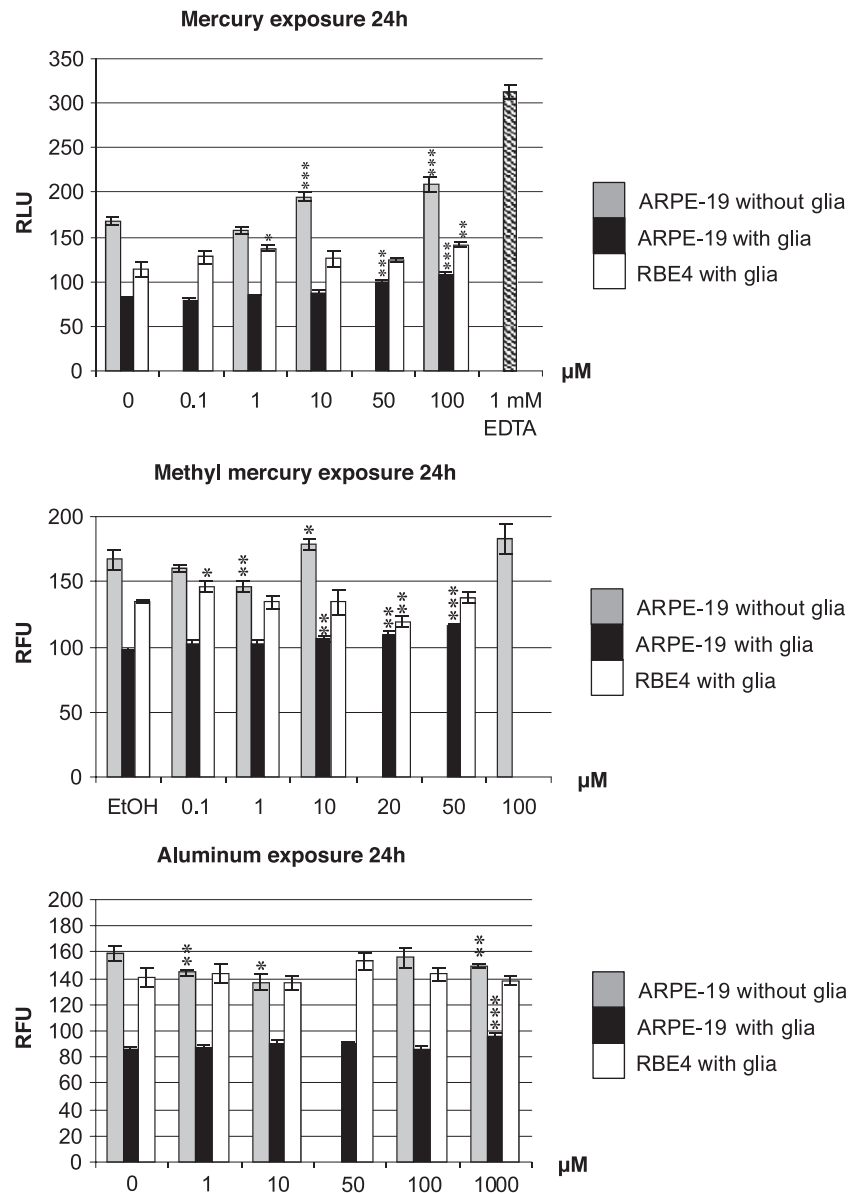 Mercury exposure 24h
350
300
250
200
150
100
50
0
RLU
***
***
*
***
***
**
0 0.1 1 10 50 100 1 mM EDTA
µM
ARPE-19 without glia
ARPE-19 with glia
RBE4 with glia
Methyl mercury exposure 24h
200
150
100
50
0
RFU
*
**
*
**
**
**
***
EtOH 0.1 1 10 20 50 100
µM
ARPE-19 without glia
ARPE-19 with glia
RBE4 with glia
Aluminum exposure 24h
200
180
160
140
120
100
80
60
40
20
0
RFU
**
*
**
***
0 1 10 50 100 1000
ARPE-19 without glia
ARPE-19 with glia
RBE4 with glia